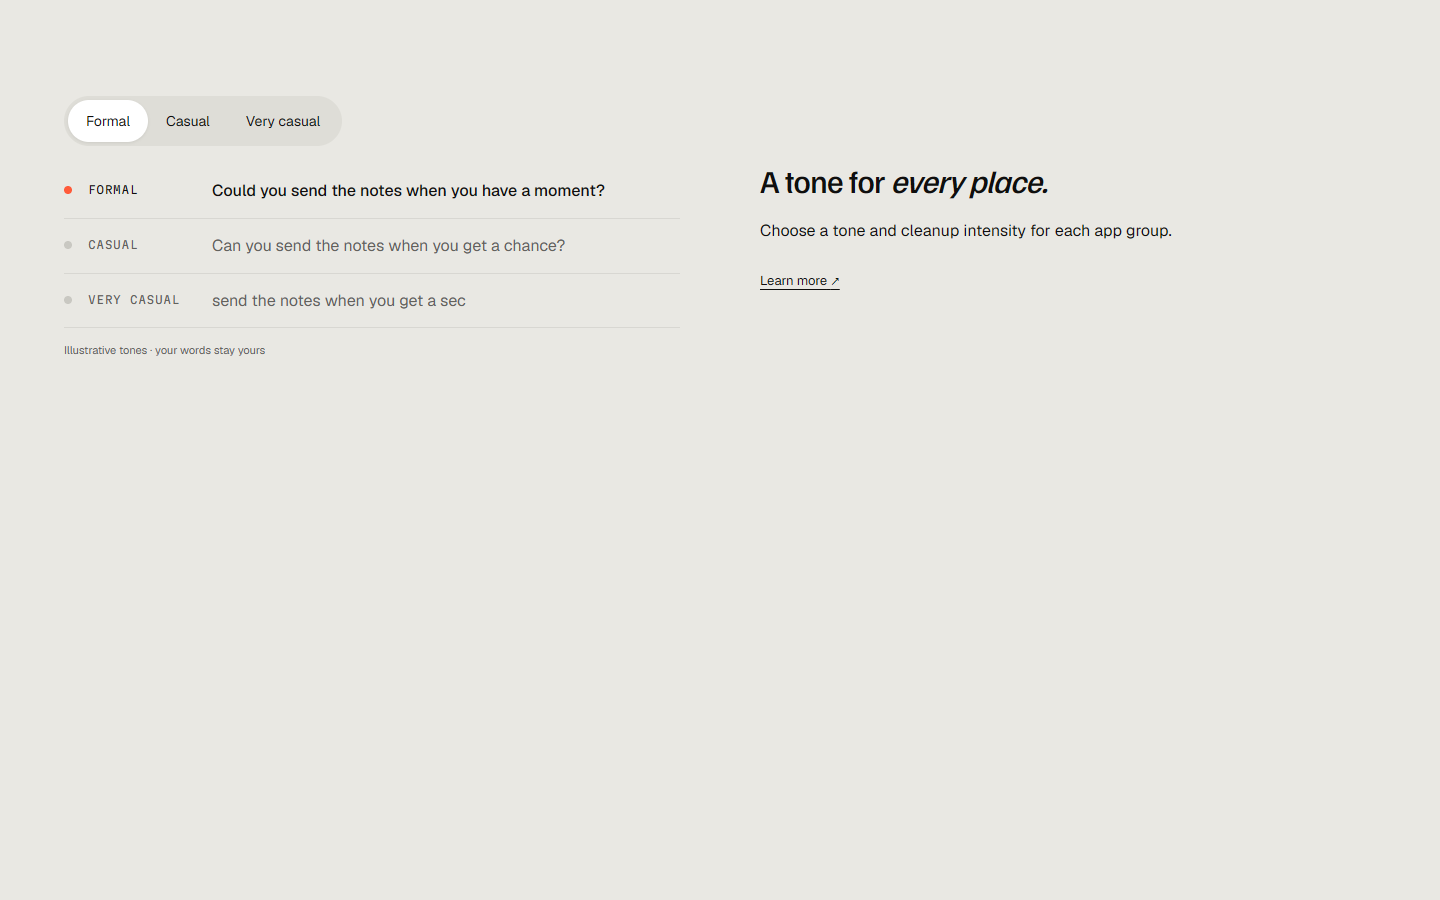 Formal Casual Very casual
FORMAL Could you send the notes when you have a moment?
CASUAL Can you send the notes when you get a chance?
VERY CASUAL send the notes when you get a sec
Illustrative tones · your words stay yours
A tone for every place.
Choose a tone and cleanup intensity for each app group.
Learn more ↗